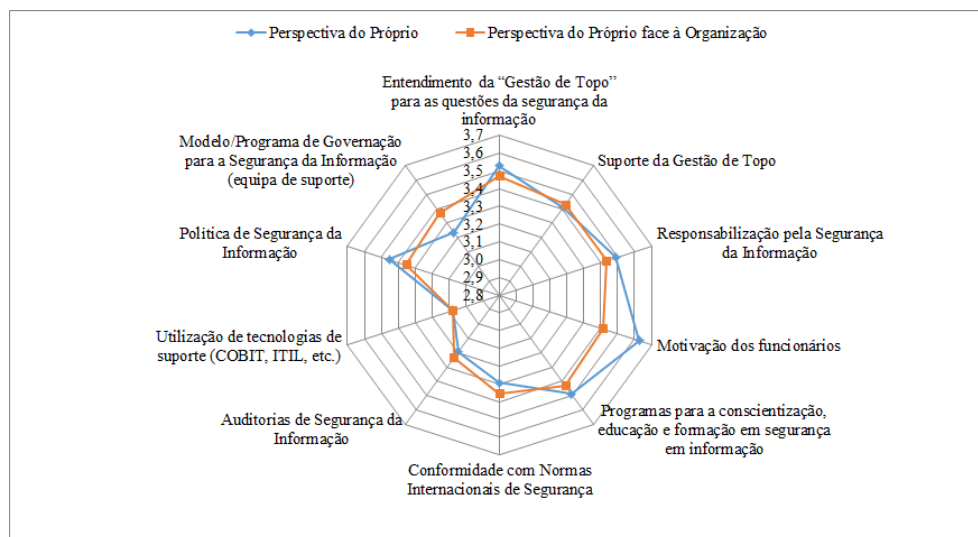 Perspectiva do Próprio
Perspectiva do Próprio face à Organização
Entendimento da “Gestão de Topo”
para as questões da segurança da
informação
Suporte da Gestão de Topo
Responsabilização pela Segurança
da Informação
Motivação dos funcionários
Programas para a conscientização,
educação e formação em segurança
em informação
Conformidade com Normas
Internacionais de Segurança
Auditorias de Segurança da
Informação
Utilização de tecnologias de
suporte (COBIT, ITIL, etc.)
Politica de Segurança da
Informação
Modelo/Programa de Governação
para a Segurança da Informação
(equipa de suporte)
3,7
3,6
3,5
3,4
3,3
3,2
3,1
3,0
2,9
2,8